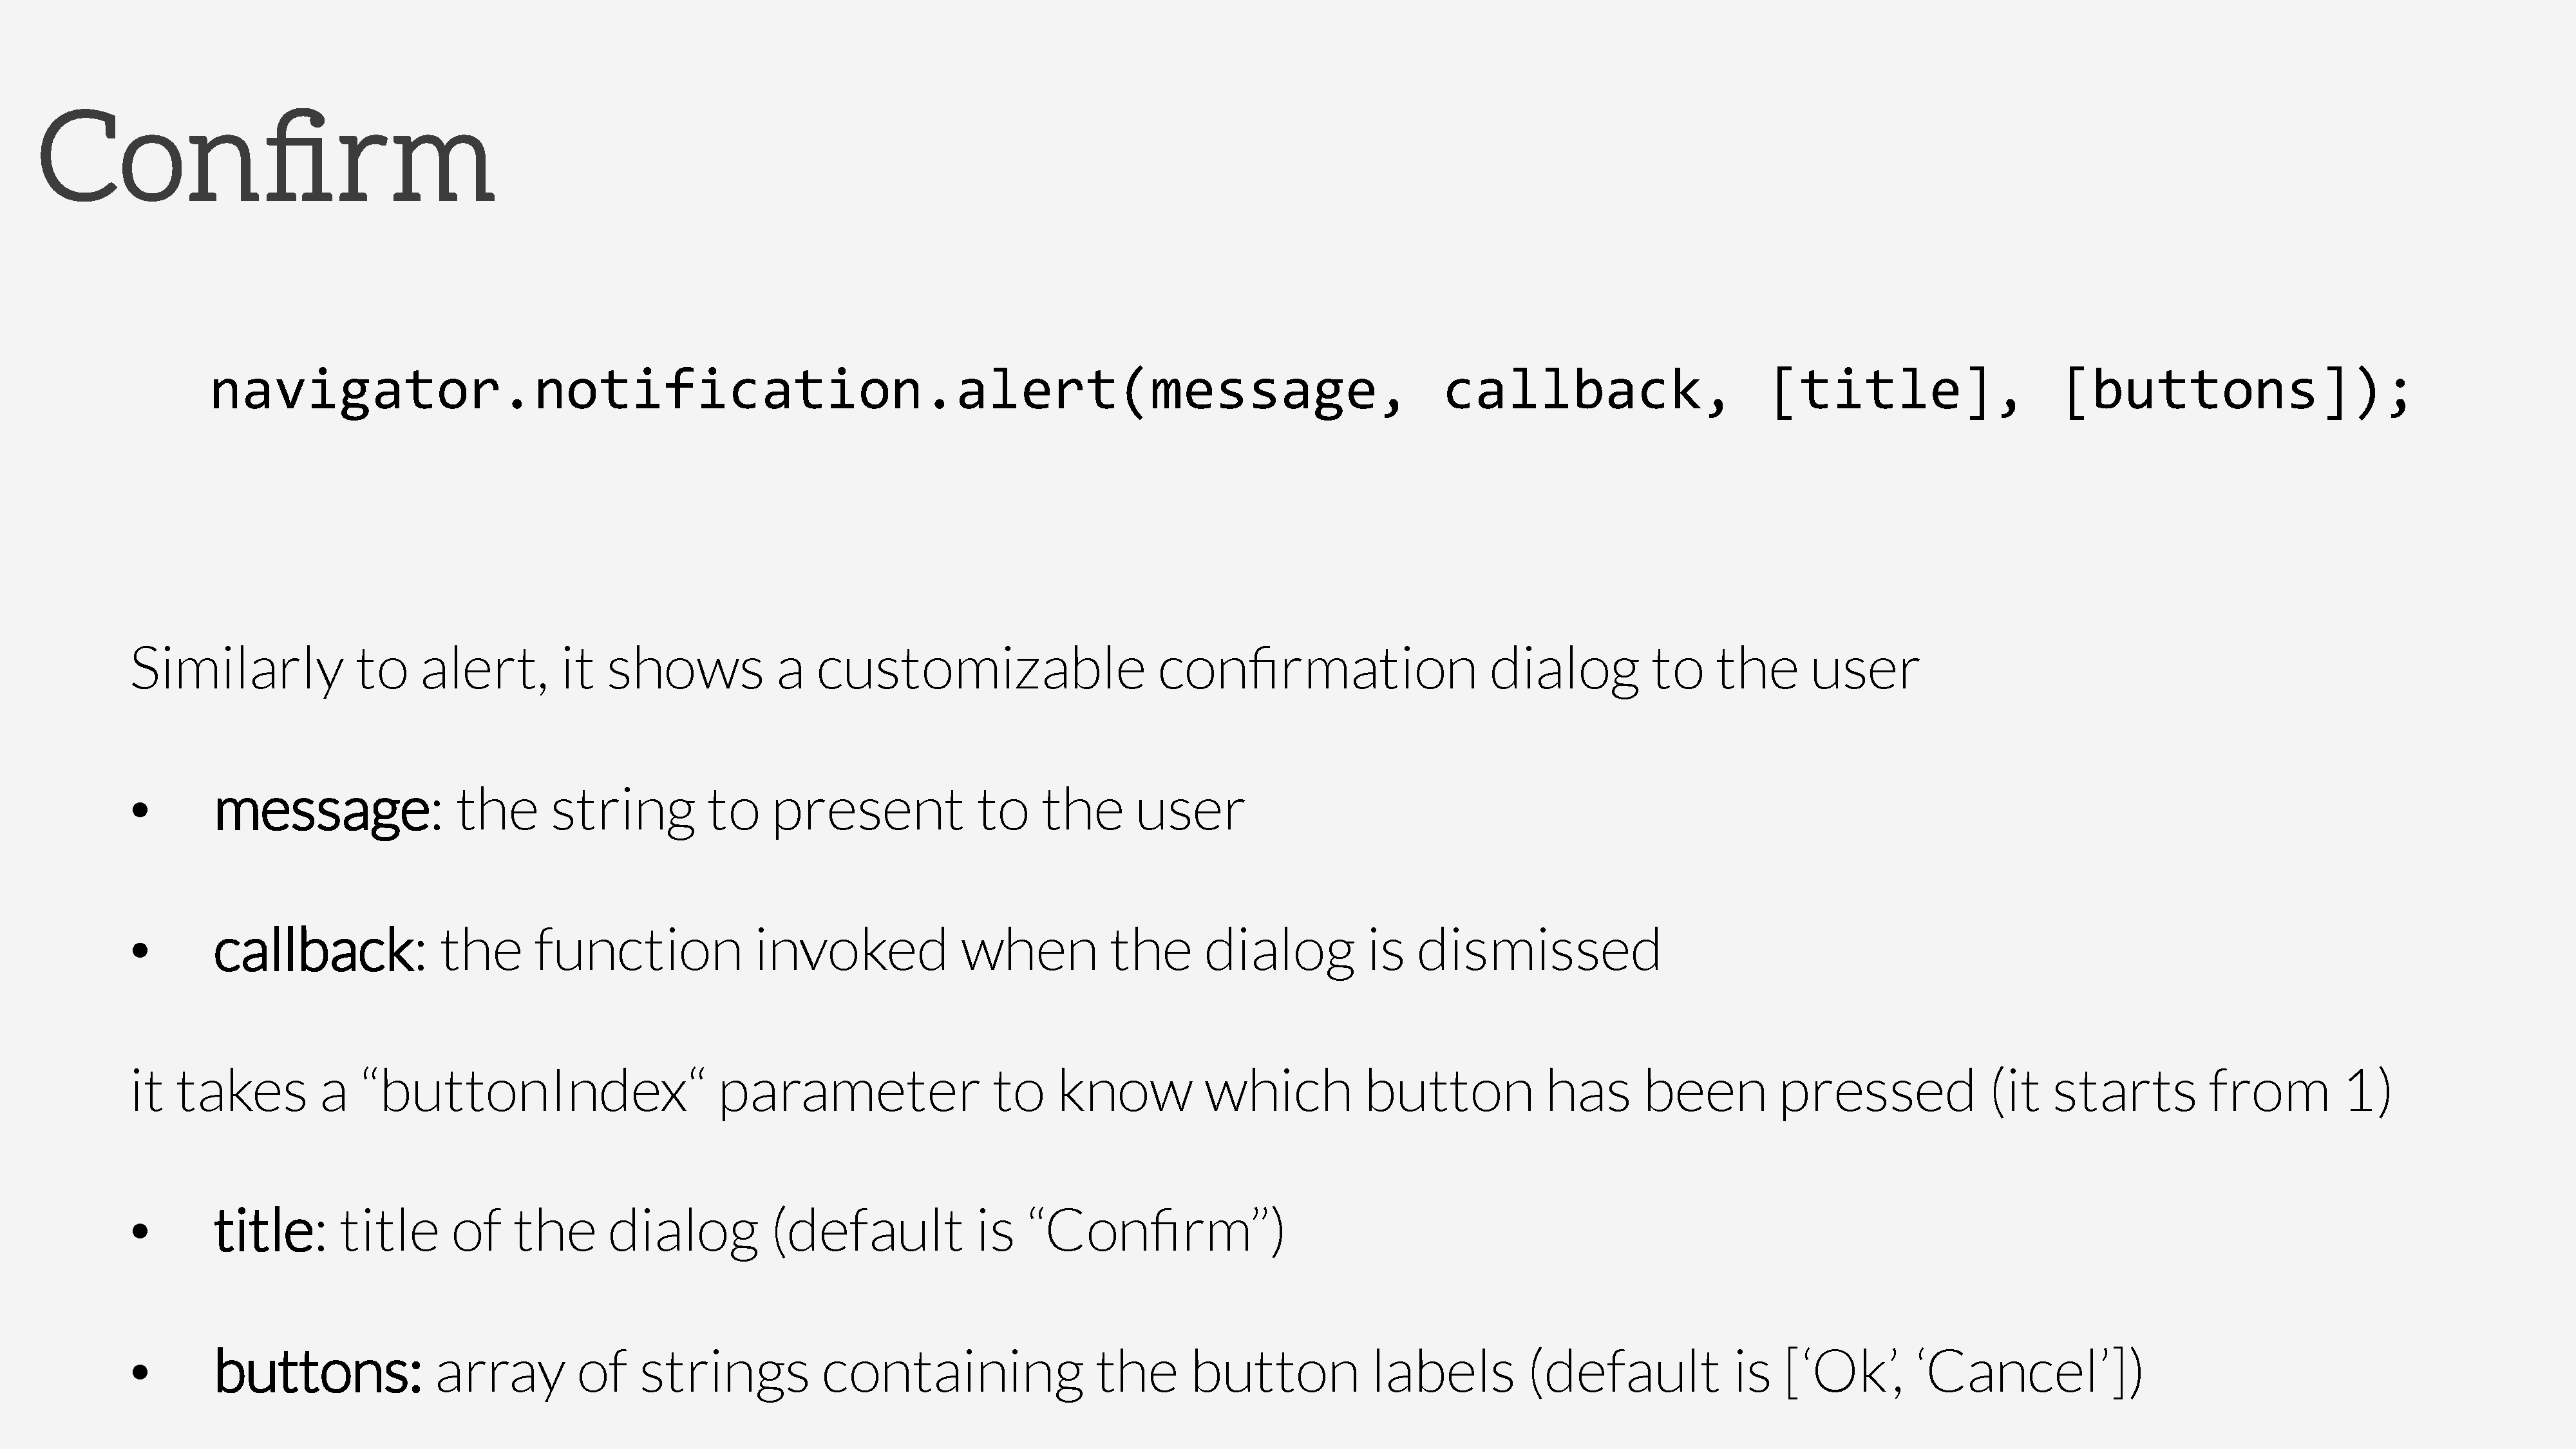 Confirm
navigator.notification.alert(message, callback, [title], [buttons]);
Similarly to alert, it shows a customizable confirmation dialog to the user
• message: the string to present to the user
• callback: the function invoked when the dialog is dismissed
it takes a “buttonIndex“ parameter to know which button has been pressed (it starts from 1)
• title: title of the dialog (default is “Confirm”)
• buttons: array of strings containing the button labels (default is [‘Ok’, ‘Cancel’])